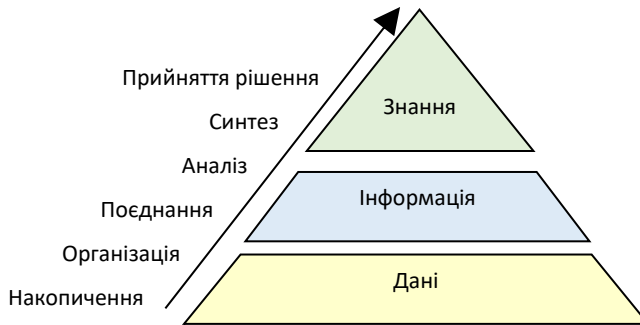 Прийняття рішення
Знання
Синтез
Аналіз
Поєднання
Інформація
Організація
Дані
Накопичення